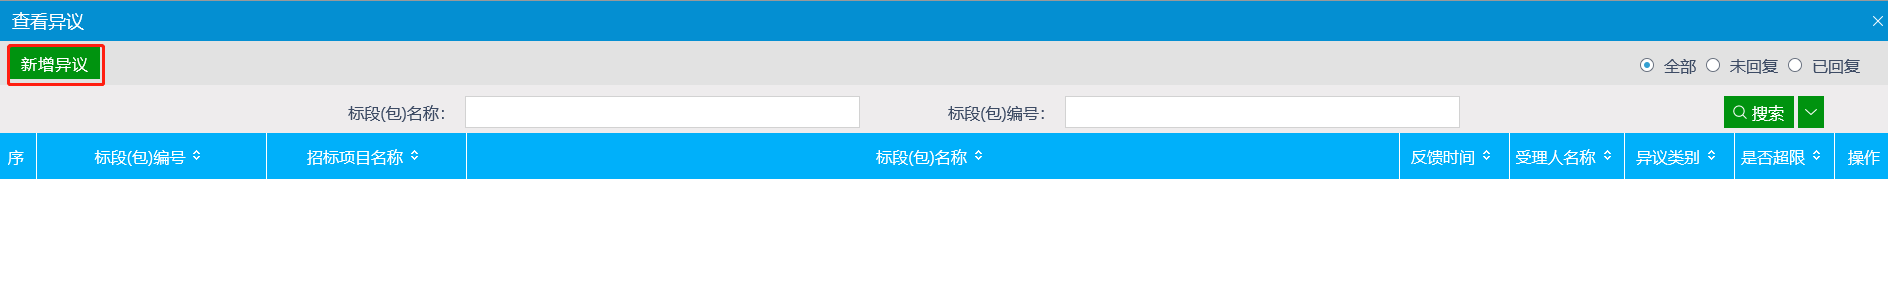 查看异议
新增异议
全部 未回复 已回复
标段(包)名称： 标段(包)编号： 搜索
序 标段(包)编号 招标项目名称 标段(包)名称 反馈时间 受理人名称 异议类别 是否超限 操作